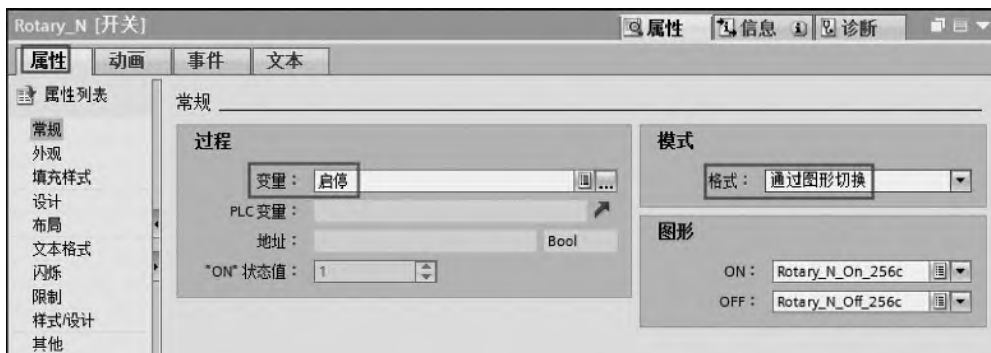 Rotary_N [开关]
属性 信息 诊断
属性 动画 事件 文本
属性列表
常规
外观
填充样式
设计
布局
文本格式
闪烁
限制
样式/设计
其他
常规
过程
变量： 启停
PLC变量：
地址： Bool
"ON" 状态值： 1
模式
格式： 通过图形切换
图形
ON： Rotary_N_On_256c
OFF： Rotary_N_Off_256c